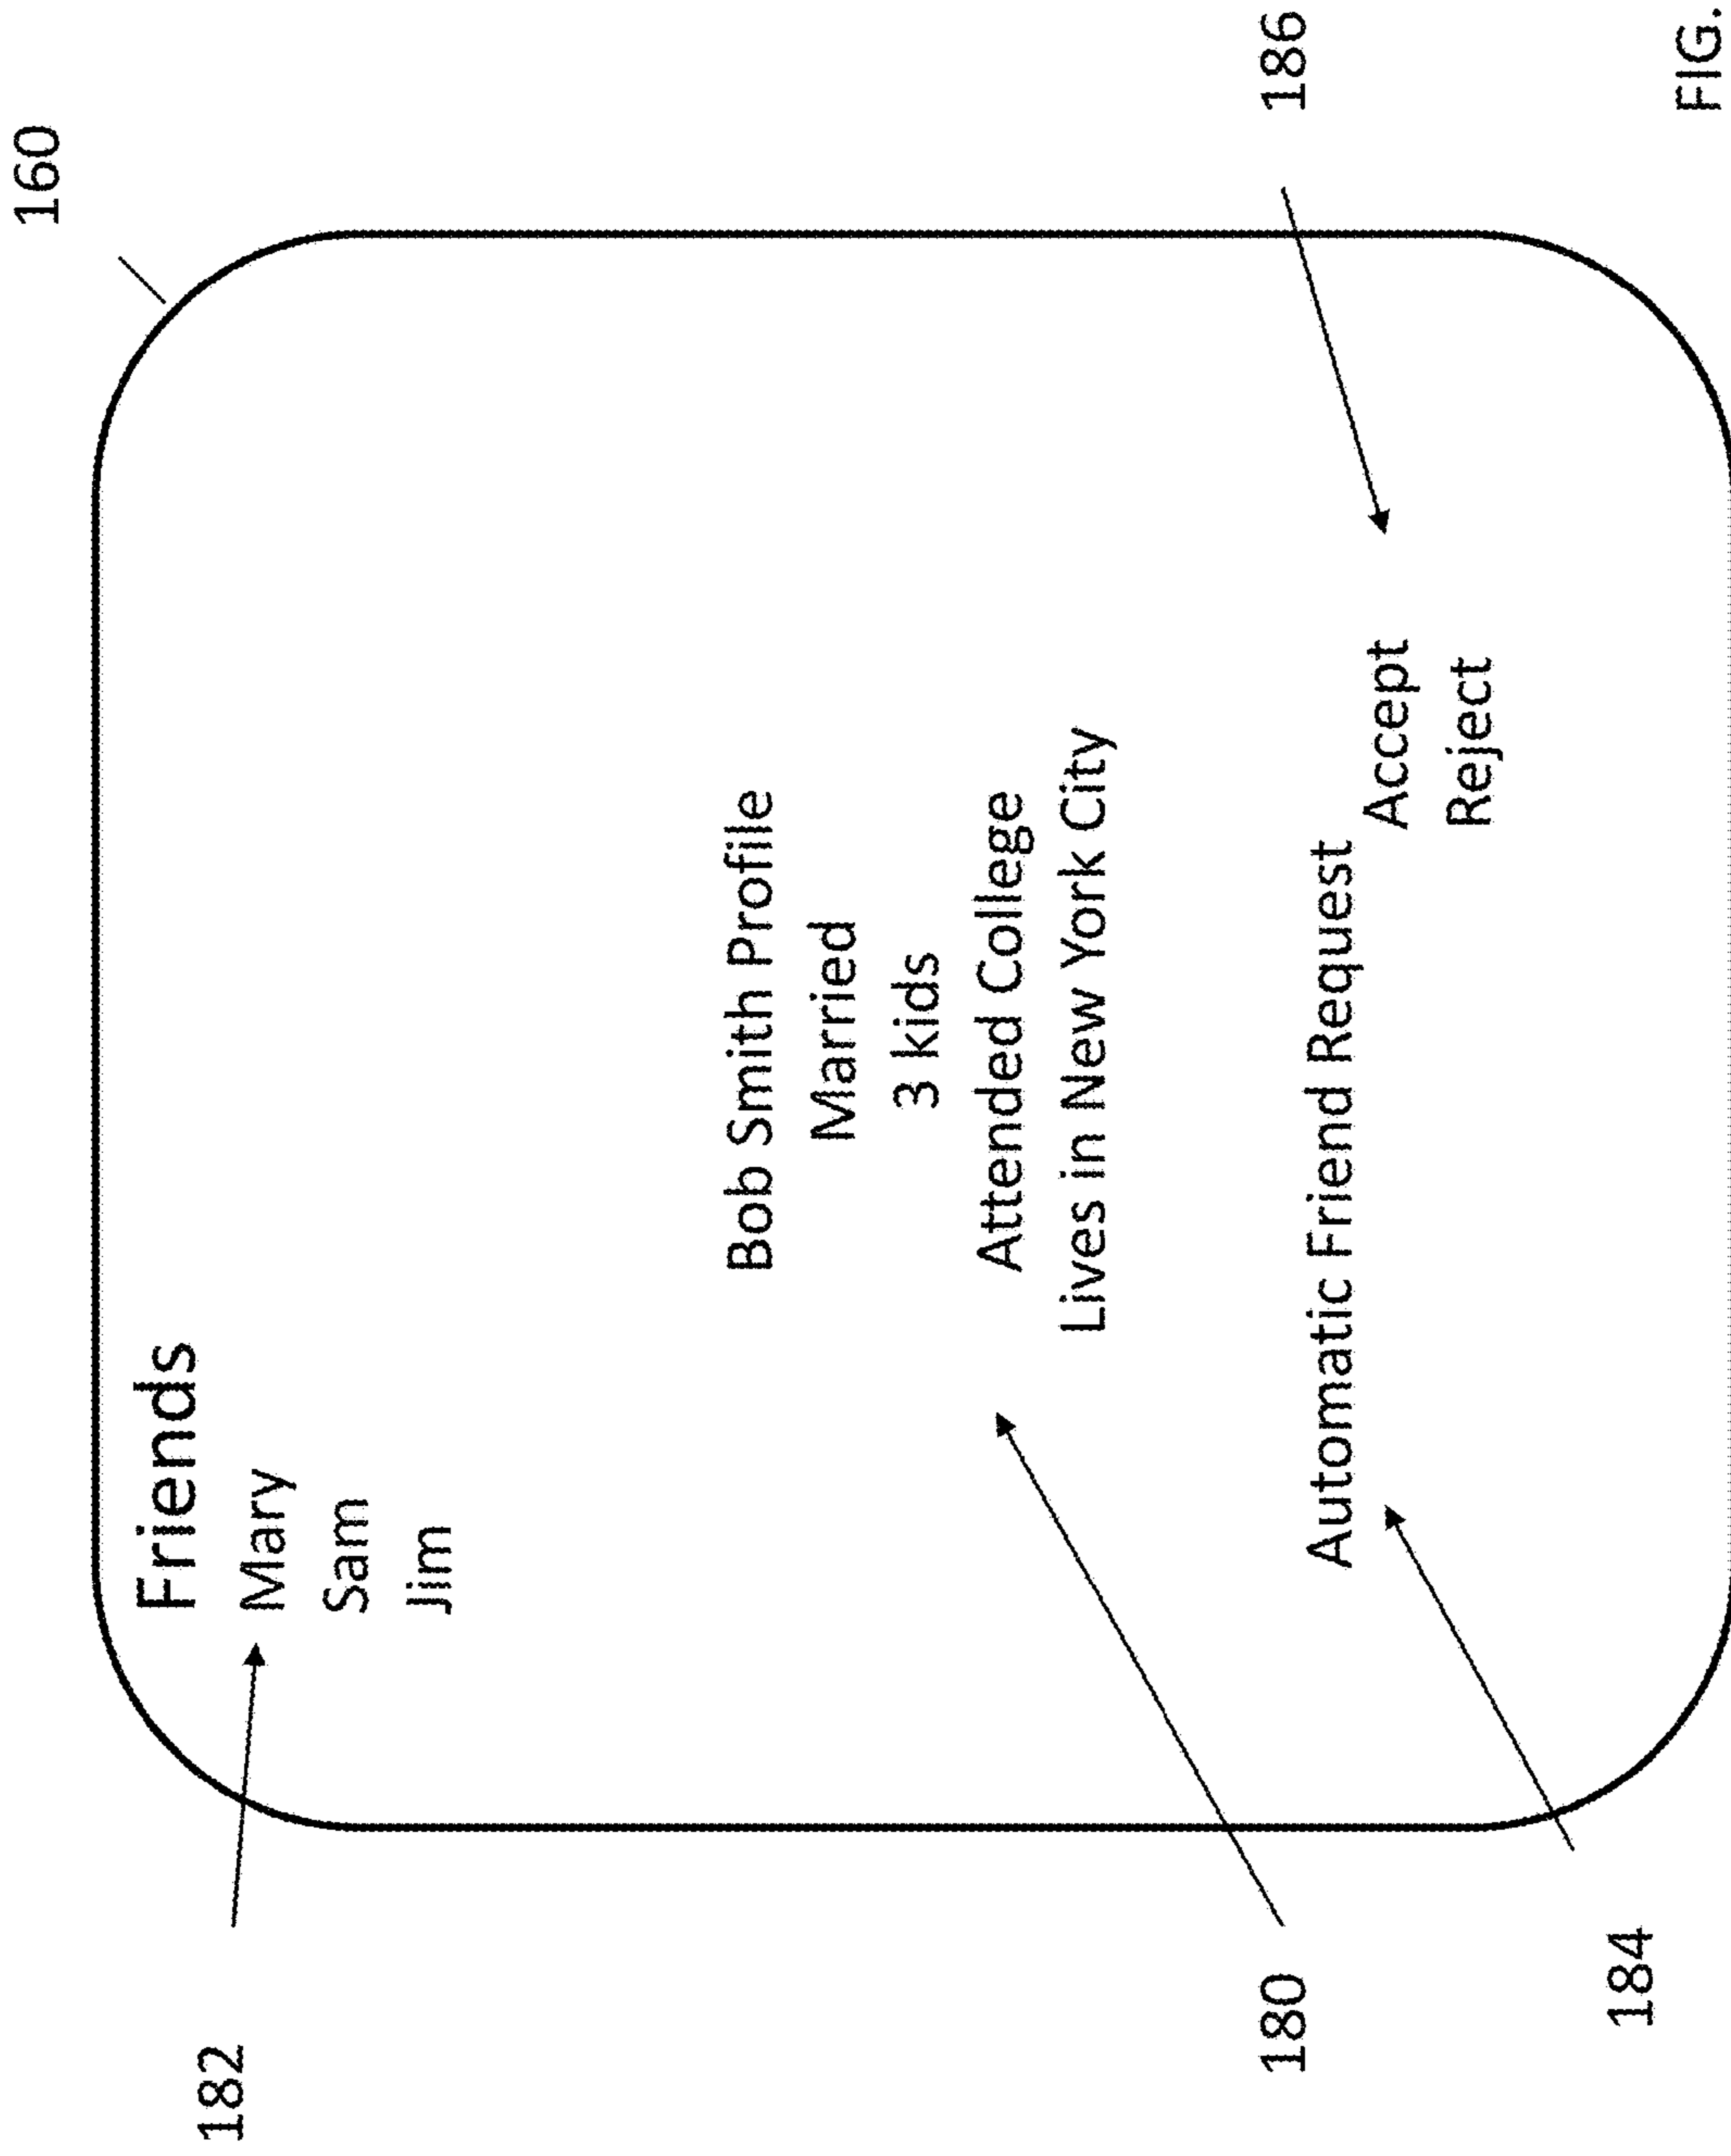 160
182
Friends
Mary
Sam
Jim
Bob Smith Profile
Married
3 kids
Attended College
Lives in New York City
180
186
Automatic Friend Request
Accept
Reject
184
FIG.